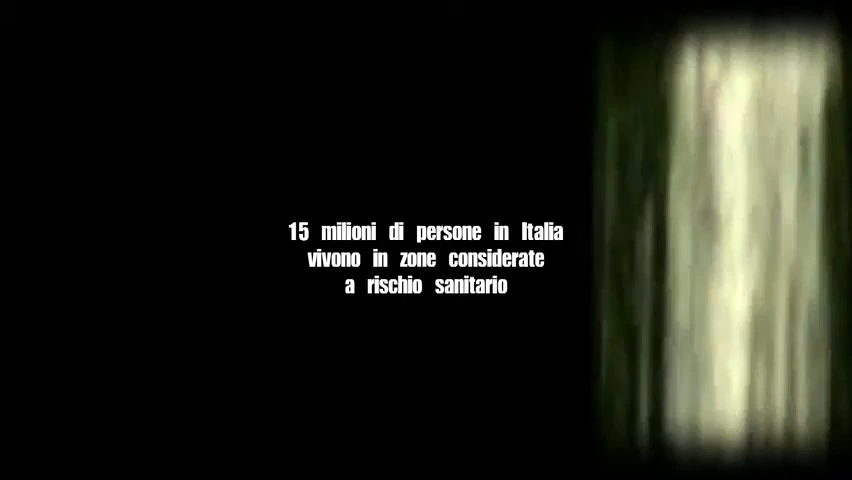 15 milioni di persone in Italia
vivono in zone considerate
a rischio sanitario